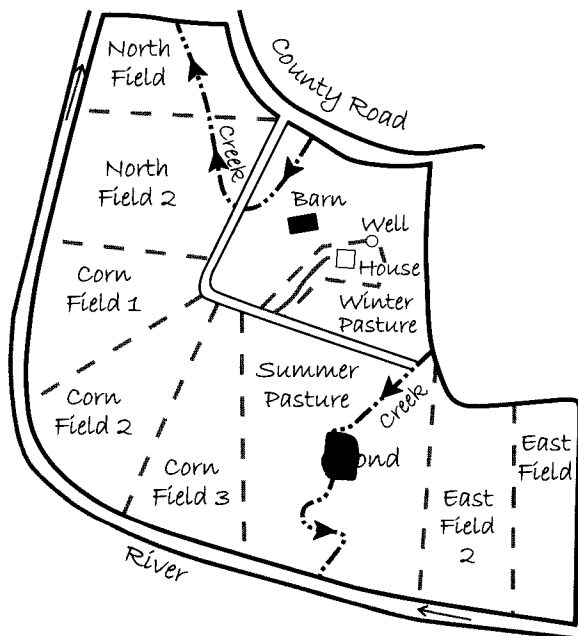 North
Field
County Road
Creek
North
Field 2
Barn
Well
House
Corn
Field 1
Winter
Pasture
Summer
Pasture
Corn
Field 2
Creek
ond
East
Field
Corn
Field 3
East
Field
2
River